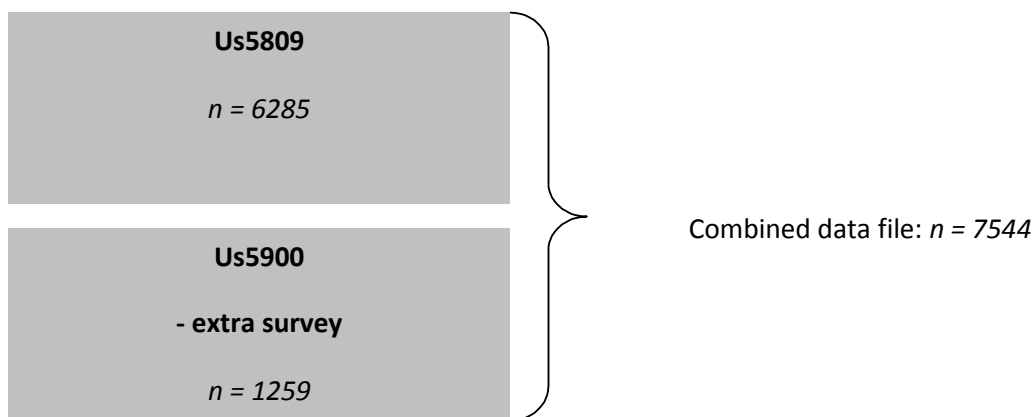 Us5809
n = 6285
Us5900
- extra survey
n = 1259
Combined data file: n = 7544